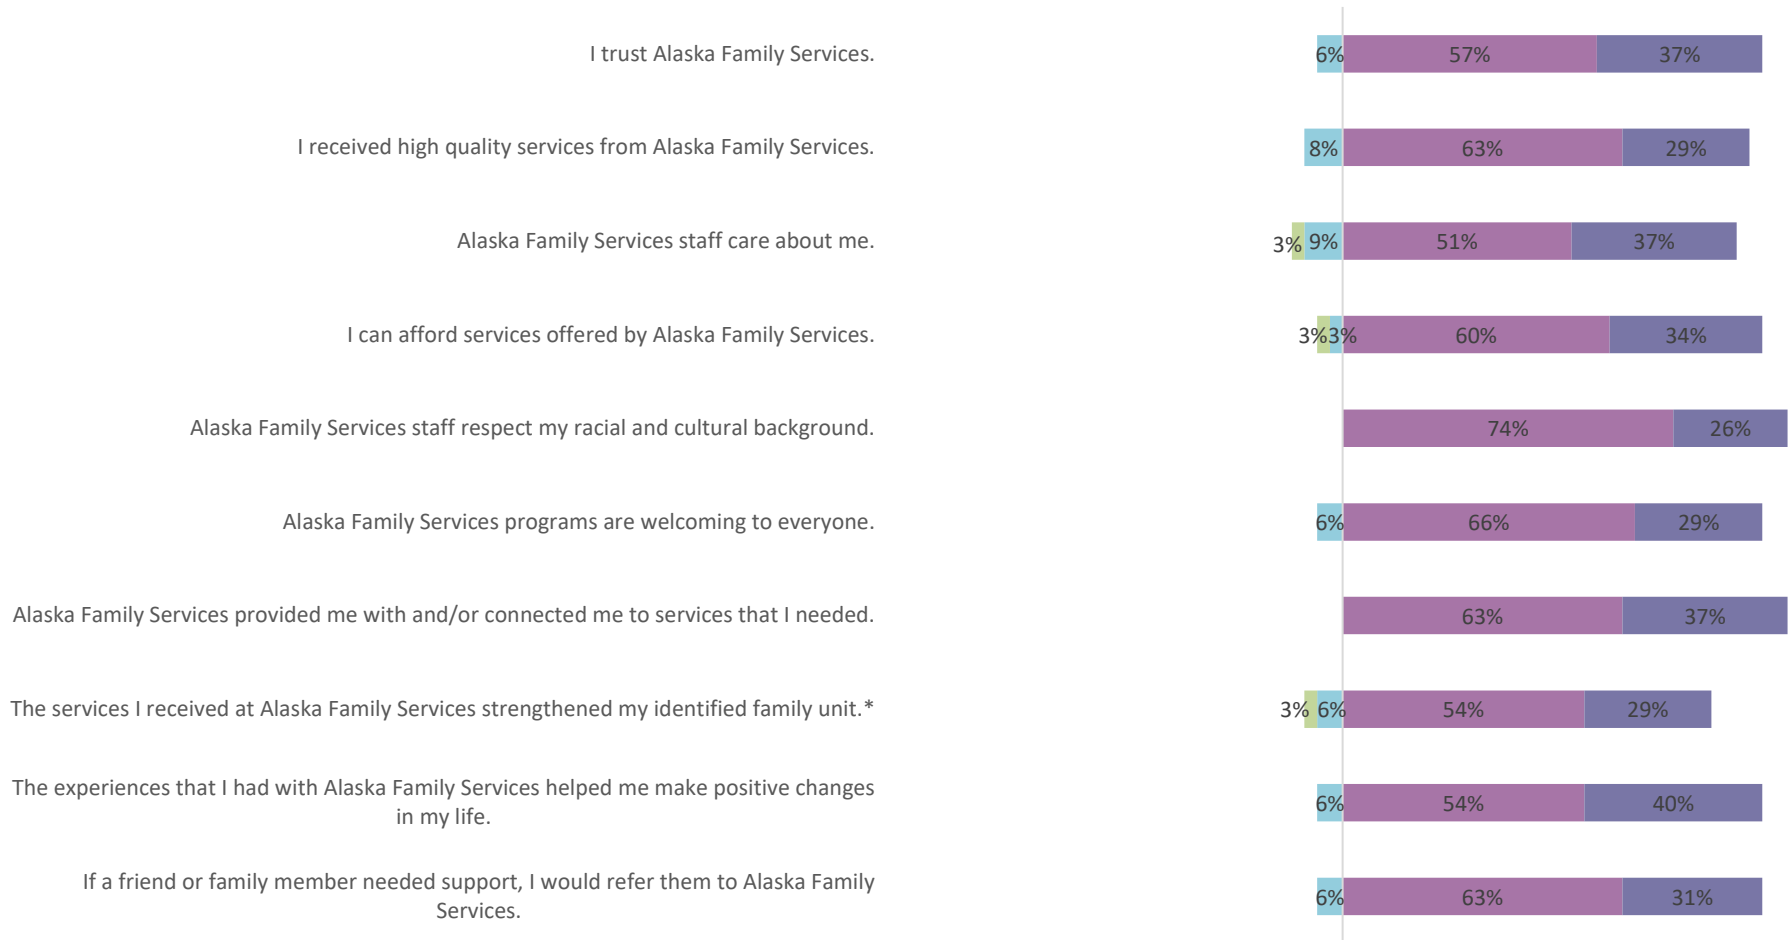 I trust Alaska Family Services.
6% 57% 37%
I received high quality services from Alaska Family Services.
8% 63% 29%
Alaska Family Services staff care about me.
3% 9% 51% 37%
I can afford services offered by Alaska Family Services.
3% 3% 60% 34%
Alaska Family Services staff respect my racial and cultural background.
74% 26%
Alaska Family Services programs are welcoming to everyone.
6% 66% 29%
Alaska Family Services provided me with and/or connected me to services that I needed.
63% 37%
The services I received at Alaska Family Services strengthened my identified family unit.*
3% 6% 54% 29%
The experiences that I had with Alaska Family Services helped me make positive changes
in my life.
6% 54% 40%
If a friend or family member needed support, I would refer them to Alaska Family
Services.
6% 63% 31%